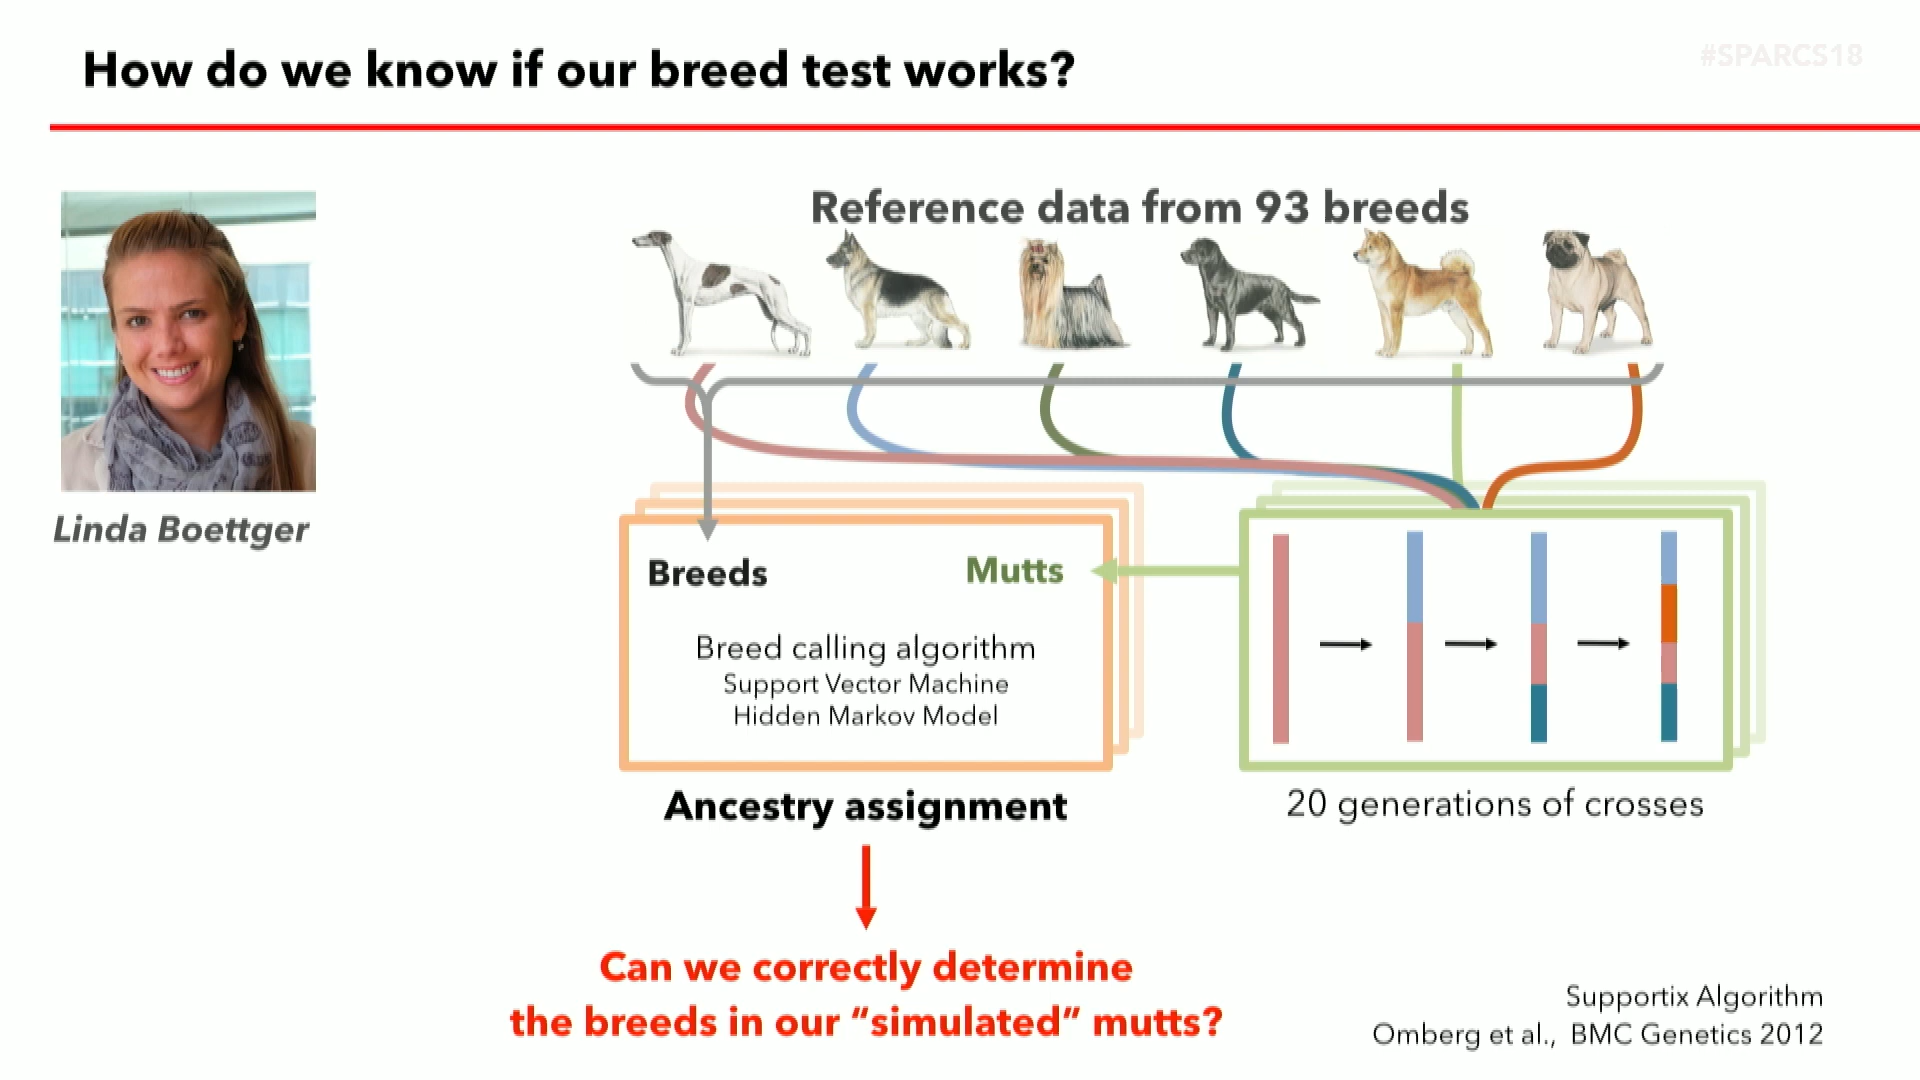 How do we know if our breed test works?
#SPARCS18
Reference data from 93 breeds
Linda Boettger
Breeds
Mutts
Breed calling algorithm
Support Vector Machine
Hidden Markov Model
Ancestry assignment
20 generations of crosses
Can we correctly determine
the breeds in our “simulated” mutts?
Supportix Algorithm
Omberg et al., BMC Genetics 2012